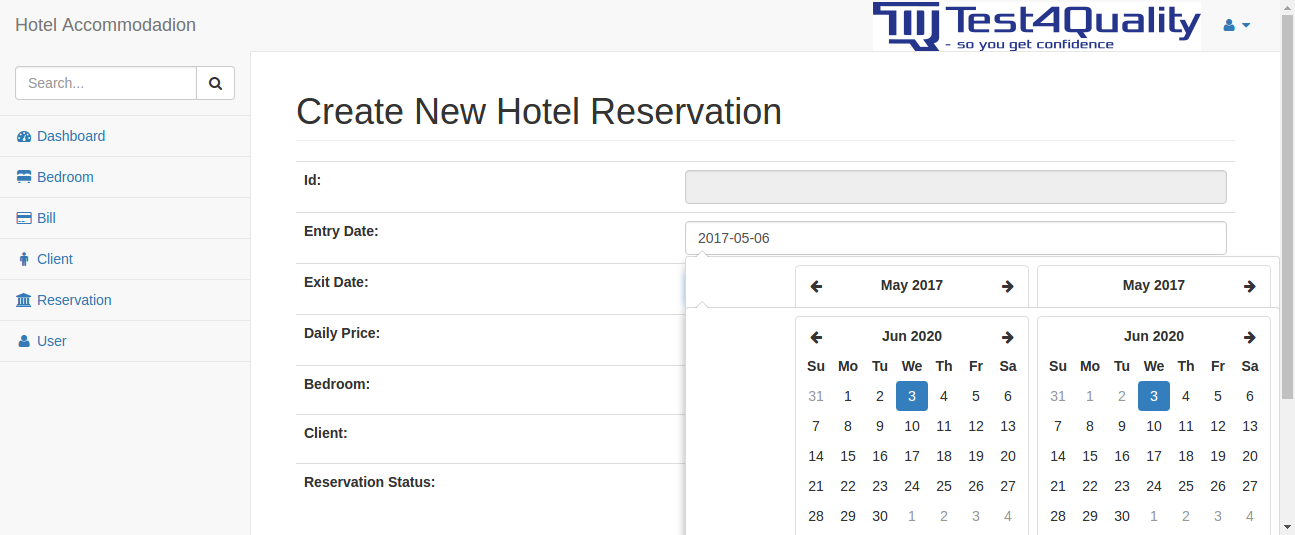 Hotel Accommodadion
Test4Quality
- so you get confidence
Search...
Dashboard
Bedroom
Bill
Client
Reservation
User
Create New Hotel Reservation
Id:
Entry Date:
2017-05-06
Exit Date:
May 2017 May 2017
Daily Price:
Bedroom:
Client:
Reservation Status:
Jun 2020 Jun 2020
Su Mo Tu We Th Fr Sa Su Mo Tu We Th Fr Sa
31 1 2 3 4 5 6 31 1 2 3 4 5 6
7 8 9 10 11 12 13 7 8 9 10 11 12 13
14 15 16 17 18 19 20 14 15 16 17 18 19 20
21 22 23 24 25 26 27 21 22 23 24 25 26 27
28 29 30 1 2 3 4 28 29 30 1 2 3 4